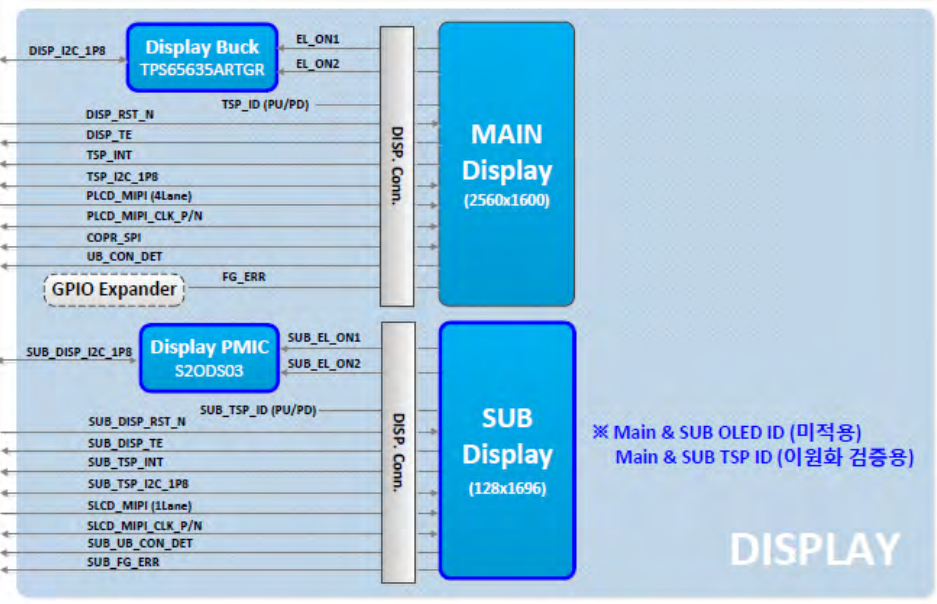 DISP_I2C_1P8
Display Buck
TPS65635ARTGR
EL_ON1
EL_ON2
TSP_ID (PU/PD)
DISP_RST_N
DISP_TE
TSP_INT
TSP_I2C_1P8
PLCD_MIPI (4Lane)
PLCD_MIPI_CLK_P/N
COPR_SPI
UB_CON_DET
GPIO Expander
FG_ERR
DISP. Conn.
MAIN
Display
(2560x1600)
SUB_DISP_I2C_1P8
Display PMIC
S2ODS03
SUB_EL_ON1
SUB_EL_ON2
SUB_TSP_ID (PU/PD)
SUB_DISP_RST_N
SUB_DISP_TE
SUB_TSP_INT
SUB_TSP_I2C_1P8
SLCD_MIPI (1Lane)
SLCD_MIPI_CLK_P/N
SUB_UB_CON_DET
SUB_FG_ERR
DISP. Conn.
SUB
Display
(128x1696)
※ Main & SUB OLED ID (미적용)
Main & SUB TSP ID (이원화 검증용)
DISPLAY